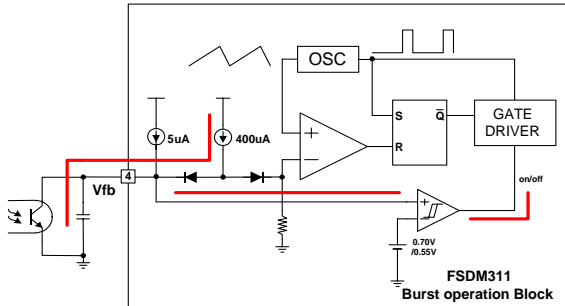 OSC
5uA
400uA
+
−
S
Q
R
GATE
DRIVER
Vfb
4
on/off
+
−
0.70V
/0.55V
FSDM311
Burst operation Block